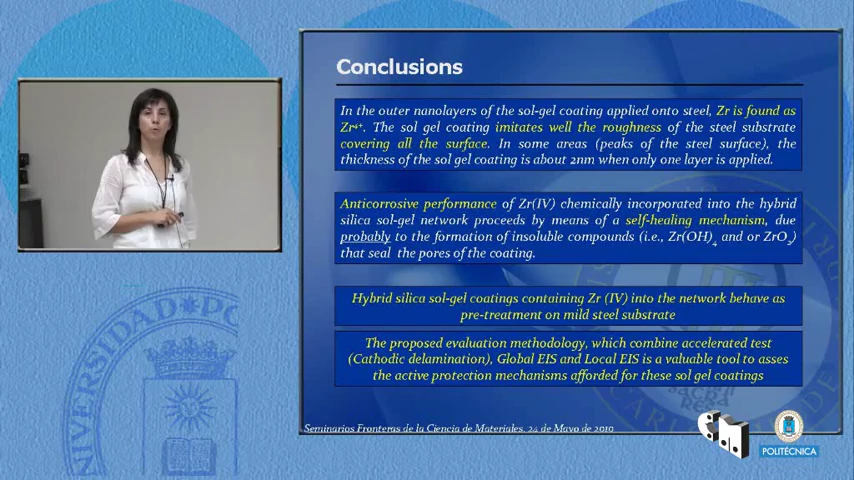 Conclusions
In the outer nanolayers of the sol-gel coating applied onto steel, Zr is found as
Zr⁴⁺. The sol gel coating imitates well the roughness of the steel substrate
covering all the surface. In some areas (peaks of the steel surface), the
thickness of the sol gel coating is about 2nm when only one layer is applied.
Anticorrosive performance of Zr(IV) chemically incorporated into the hybrid
silica sol-gel network proceeds by means of a self-healing mechanism, due
probably to the formation of insoluble compounds (i.e., Zr(OH)₄ and or ZrO₂)
that seal the pores of the coating.
Hybrid silica sol-gel coatings containing Zr (IV) into the network behave as
pre-treatment on mild steel substrate
The proposed evaluation methodology, which combine accelerated test
(Cathodic delamination), Global EIS and Local EIS is a valuable tool to asses
the active protection mechanisms afforded for these sol gel coatings
Seminarios Fronteras de la Ciencia de Materiales, 24 de Mayo de 2010
POLITÉCNICA